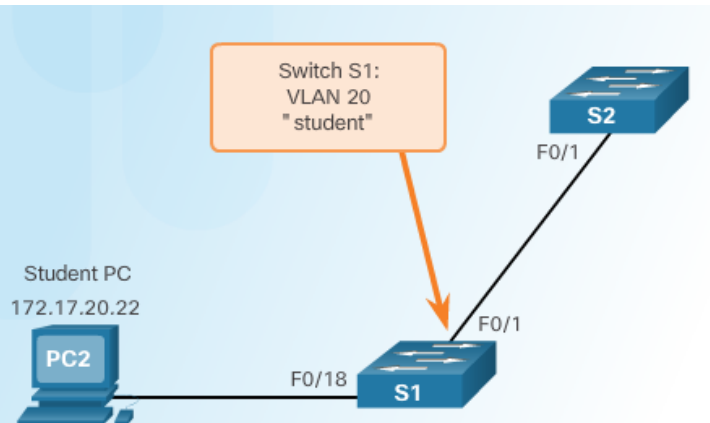 Switch S1:
VLAN 20
"student"
S2
F0/1
Student PC
172.17.20.22
F0/1
PC2
F0/18
S1